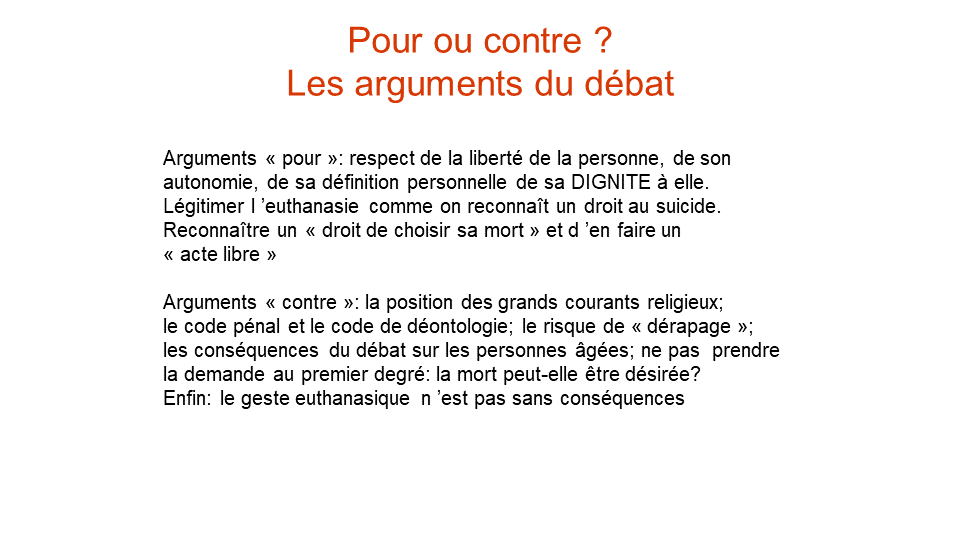 Pour ou contre ?
Les arguments du débat
Arguments « pour »: respect de la liberté de la personne, de son
autonomie, de sa définition personnelle de sa DIGNITE à elle.
Légitimer l ’euthanasie comme on reconnaît un droit au suicide.
Reconnaître un « droit de choisir sa mort » et d ’en faire un
« acte libre »
Arguments « contre »: la position des grands courants religieux;
le code pénal et le code de déontologie; le risque de « dérapage »;
les conséquences du débat sur les personnes âgées; ne pas prendre
la demande au premier degré: la mort peut-elle être désirée?
Enfin: le geste euthanasique n ’est pas sans conséquences